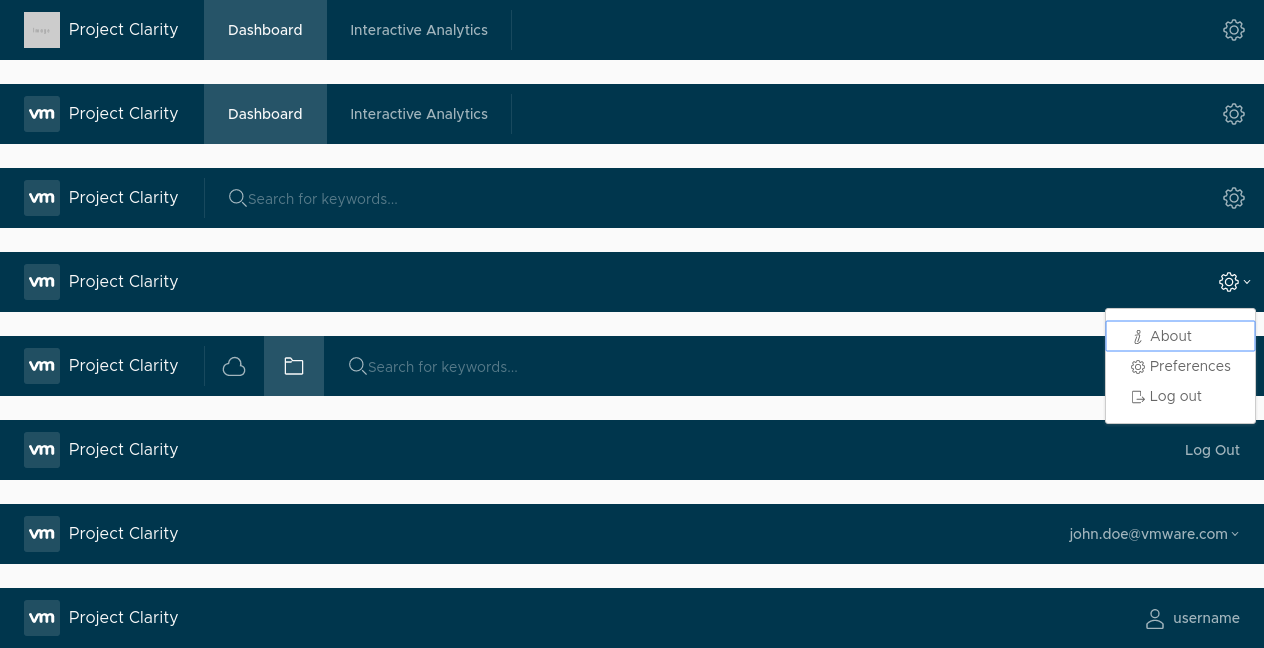 Image Project Clarity Dashboard Interactive Analytics
vm Project Clarity Dashboard Interactive Analytics
vm Project Clarity Search for keywords...
vm Project Clarity
About
vm Project Clarity Search for keywords... Preferences
Log out
vm Project Clarity Log Out
vm Project Clarity john.doe@vmware.com
vm Project Clarity username